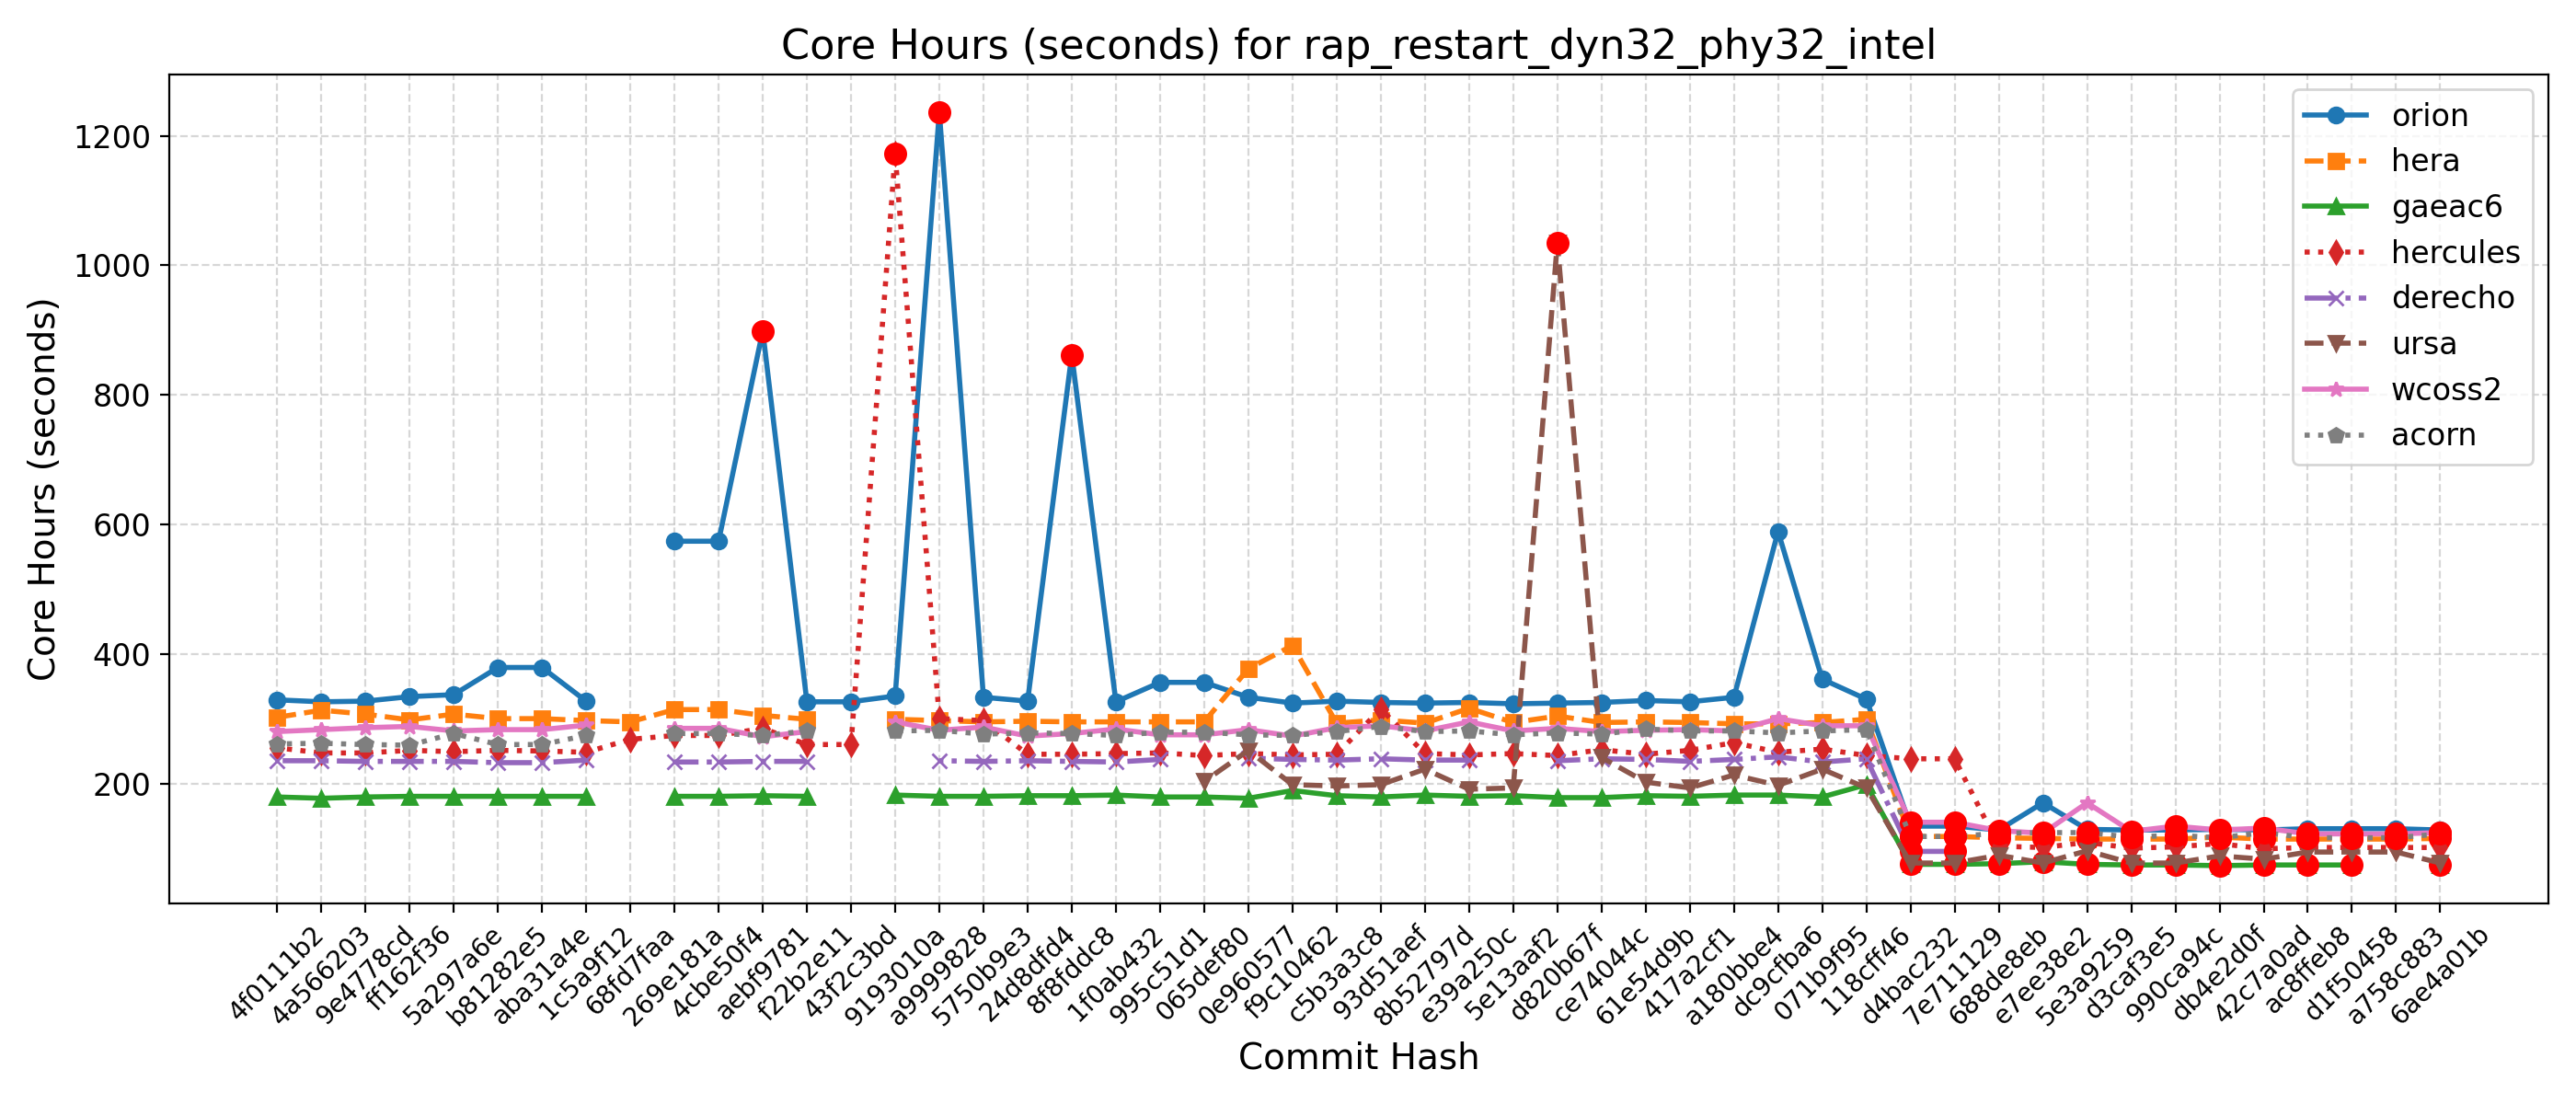 Core Hours (seconds) for rap_restart_dyn32_phy32_intel
Core Hours (seconds)
1200
1000
800
600
400
200
orion
hera
gaeac6
hercules
derecho
ursa
wcoss2
acorn
4f0111b2
4a566203
9e4778cd
ff162f36
5a297a6e
b81282e5
aba31a4e
1c5a9f12
68fd7faa
269e181a
4cbe50f4
aebf9781
f22b2e11
43f2c3bd
9193010a
a9999828
5750b9e3
24d8dfd4
8f8fddc8
1f0ab432
995c51d1
065def80
0e960577
f9c10462
c5b3a3c8
93d51aef
8b52797d
e39a250c
5e13aaf2
d820b67f
ce74044c
61e54d9b
417a2cf1
a180bbe4
dc9cfba6
071b9f95
118cff46
d4bac232
7e711129
688de8eb
e7ee38e2
5e3a9259
d3caf3e5
990ca94c
db4e2d0f
42c7a0ad
ac8ffeb8
d1f50458
a758c883
6ae4a01b
Commit Hash